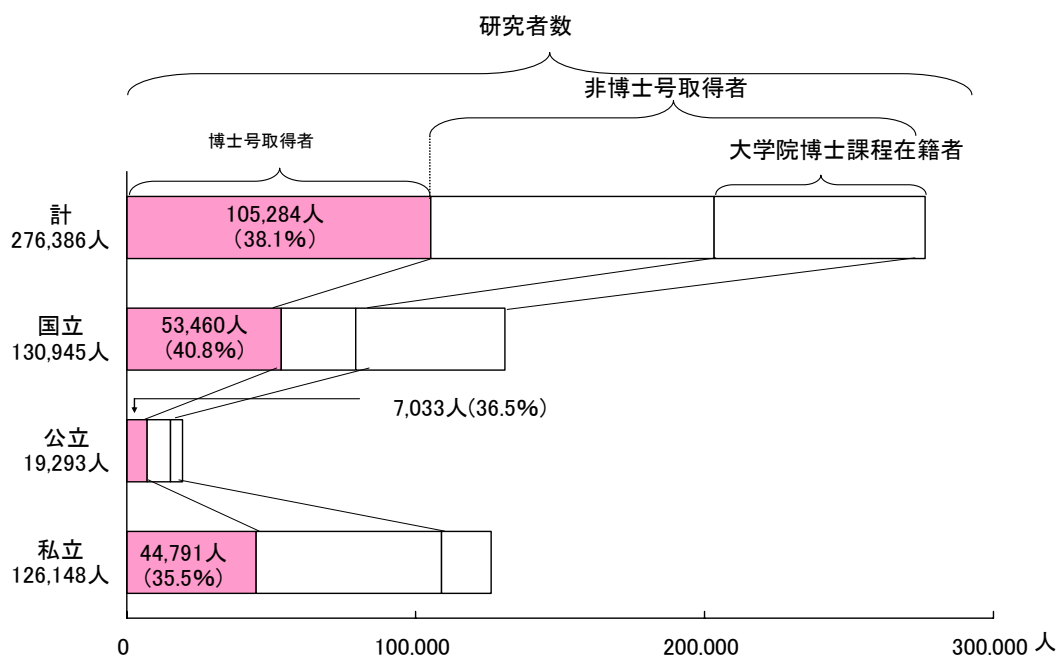 研究者数
非博士号取得者
博士号取得者
大学院博士課程在籍者
計
276,386人
105,284人
(38.1%)
国立
130,945人
53,460人
(40.8%)
7,033人(36.5%)
公立
19,293人
私立
126,148人
44,791人
(35.5%)
0 100,000 200,000 300,000 人